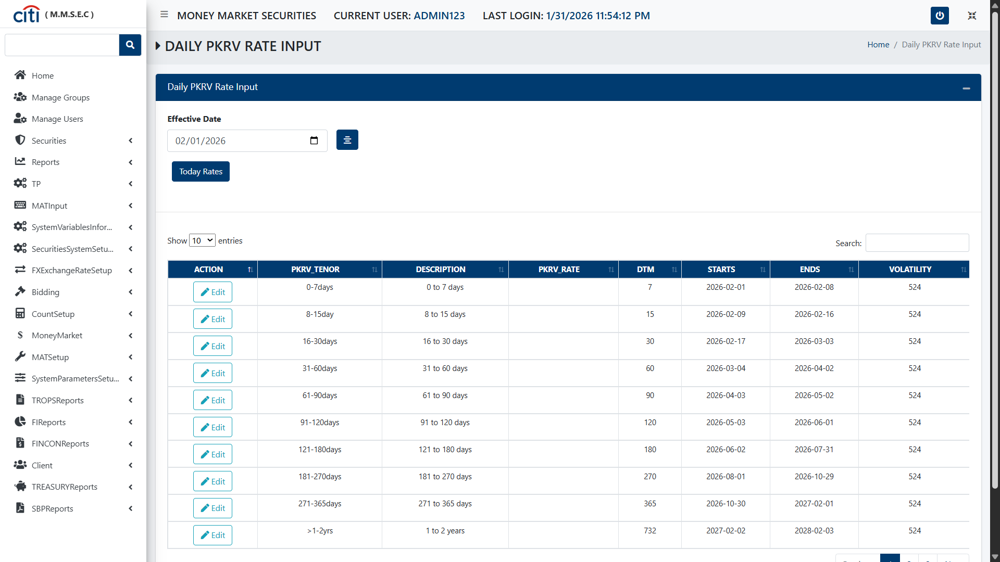 citi ( M.M.S.E.C )
MONEY MARKET SECURITIES CURRENT USER: ADMIN123 LAST LOGIN: 1/31/2026 11:54:12 PM
DAILY PKRV RATE INPUT
Home / Daily PKRV Rate Input
Home
Manage Groups
Manage Users
Securities
Reports
TP
MATInput
SystemVariablesInfor...
SecuritiesSystemSetu...
FXExchangeRateSetup
Bidding
CountSetup
MoneyMarket
MATSetup
SystemParametersSetu...
TROPSReports
FIReports
FINCONReports
Client
TREASURYReports
SBPReports
Daily PKRV Rate Input
Effective Date
02/01/2026
Today Rates
Show 10 entries
Search:
ACTION PKRV_TENOR DESCRIPTION PKRV_RATE DTM STARTS ENDS VOLATILITY
Edit 0-7days 0 to 7 days 7 2026-02-01 2026-02-08 524
Edit 8-15day 8 to 15 days 15 2026-02-09 2026-02-16 524
Edit 16-30days 16 to 30 days 30 2026-02-17 2026-03-03 524
Edit 31-60days 31 to 60 days 60 2026-03-04 2026-04-02 524
Edit 61-90days 61 to 90 days 90 2026-04-03 2026-05-02 524
Edit 91-120days 91 to 120 days 120 2026-05-03 2026-06-01 524
Edit 121-180days 121 to 180 days 180 2026-06-02 2026-07-31 524
Edit 181-270days 181 to 270 days 270 2026-08-01 2026-10-29 524
Edit 271-365days 271 to 365 days 365 2026-10-30 2027-02-01 524
Edit >1-2yrs 1 to 2 years 732 2027-02-02 2028-02-03 524